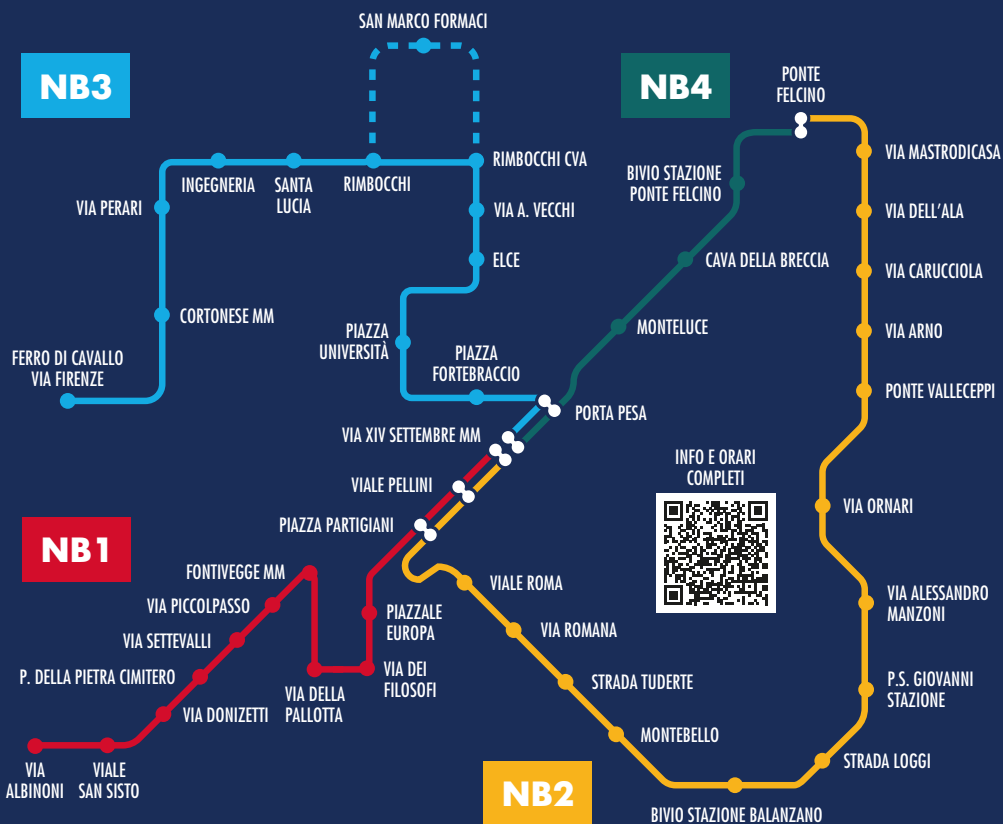 SAN MARCO FORMACI
NB3
NB4
PONTE
FELCINO
RIMBOCCHI CVA
VIA MASTRODICASA
INGEGNERIA
SANTA
LUCIA
RIMBOCCHI
BIVIO STAZIONE
PONTE FELCINO
VIA PERARI
VIA A. VECCHI
VIA DELL'ALA
ELCE
CAVA DELLA BRECCIA
VIA CARUCCIOLA
CORTONESE MM
PIAZZA
UNIVERSITÀ
MONTELUCE
VIA ARNO
FERRO DI CAVALLO
VIA FIRENZE
PIAZZA
FORTEBRACCIO
PONTE VALLECEPPI
PORTA PESA
VIA XIV SETTEMBRE MM
INFO E ORARI
COMPLETI
VIALE PELLINI
VIA ORNARI
PIAZZA PARTIGIANI
NB1
FONTIVEGGE MM
VIALE ROMA
VIA ALESSANDRO
MANZONI
VIA PICCOLPASSO
PIAZZALE
EUROPA
VIA ROMANA
VIA SETTEVALLI
P. DELLA PIETRA CIMITERO
VIA DEI
FILOSOFI
STRADA TUDERTE
P.S. GIOVANNI
STAZIONE
VIA DELLA
PALLOTTA
VIA DONIZETTI
MONTEBELLO
STRADA LOGGI
VIA
ALBINONI
VIALE
SAN SISTO
NB2
BIVIO STAZIONE BALANZANO